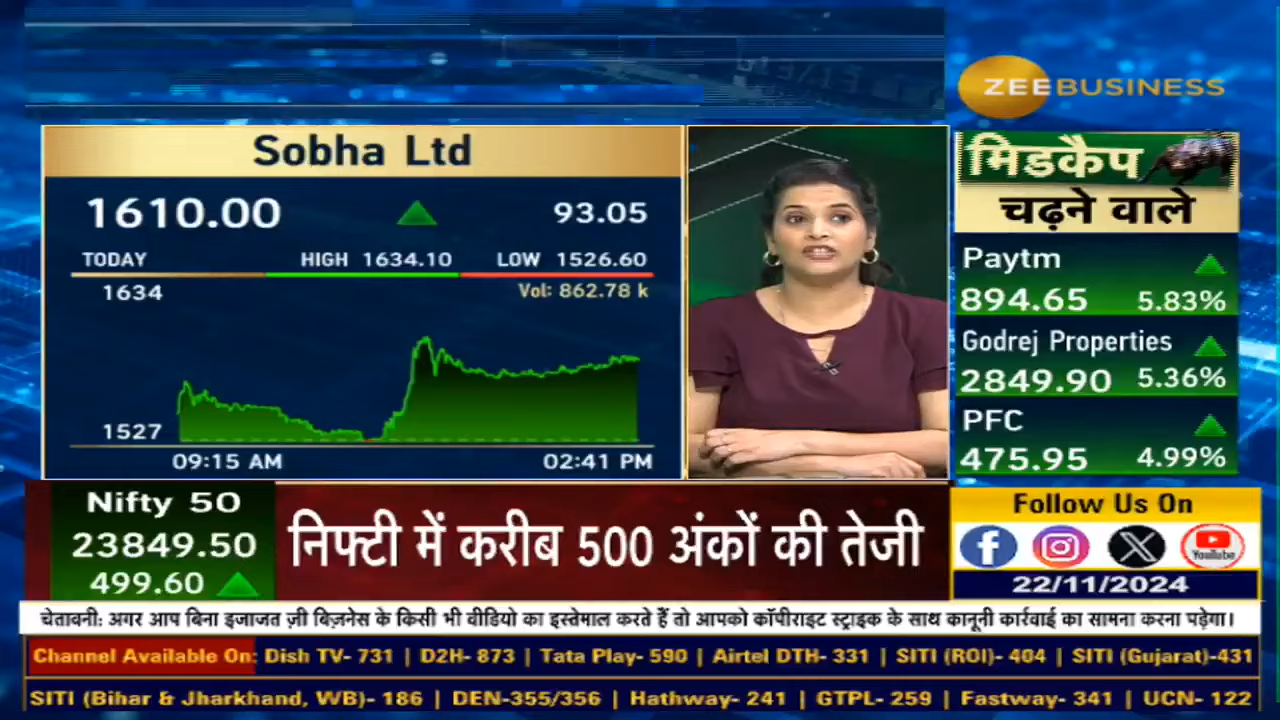 ZEEBUSINESS
Sobha Ltd
1610.00 93.05
TODAY HIGH 1634.10 LOW 1526.60
1634 Vol: 862.78 k
1527
09:15 AM 02:41 PM
मिडकैप
चढ़ने वाले
Paytm
894.65 5.83%
Godrej Properties
2849.90 5.36%
PFC
475.95 4.99%
Nifty 50
23849.50
499.60
निफ्टी में करीब 500 अंकों की तेजी
Follow Us On
YouTube
22/11/2024
चेतावनी: अगर आप बिना इजाजत ज़ी बिज़नेस के किसी भी वीडियो का इस्तेमाल करते हैं तो आपको कॉपीराइट स्ट्राइक के साथ कानूनी कार्रवाई का सामना करना पड़ेगा।
Channel Available On: Dish TV- 731 | D2H- 873 | Tata Play- 590 | Airtel DTH- 331 | SITI (ROI)- 404 | SITI (Gujarat)-431
SITI (Bihar & Jharkhand, WB)- 186 | DEN-355/356 | Hathway- 241 | GTPL- 259 | Fastway- 341 | UCN- 122